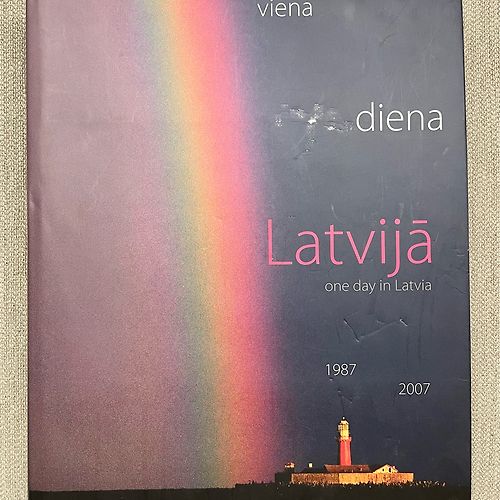 viena
diena
Latvijā
one day in Latvia
1987
2007